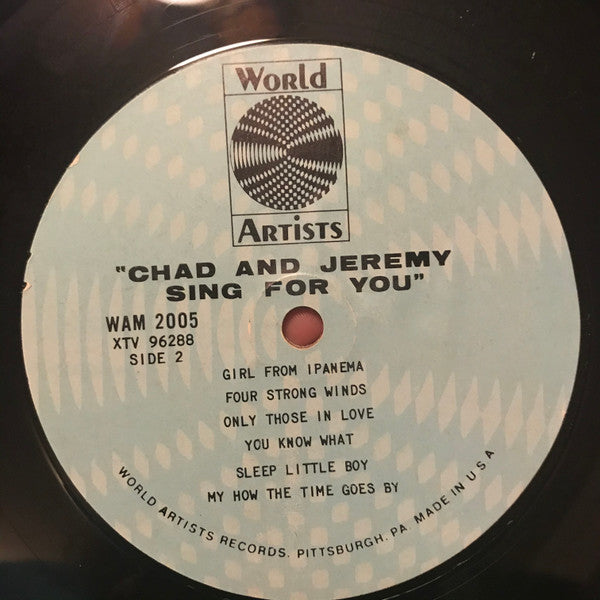 World
ARTISTS
"CHAD AND JEREMY
SING FOR YOU"
WAM 2005
XTV 96288
SIDE 2
GIRL FROM IPANEMA
FOUR STRONG WINDS
ONLY THOSE IN LOVE
YOU KNOW WHAT
SLEEP LITTLE BOY
MY HOW THE TIME GOES BY
WORLD ARTISTS RECORDS. PITTSBURGH. PA. MADE IN U.S.A